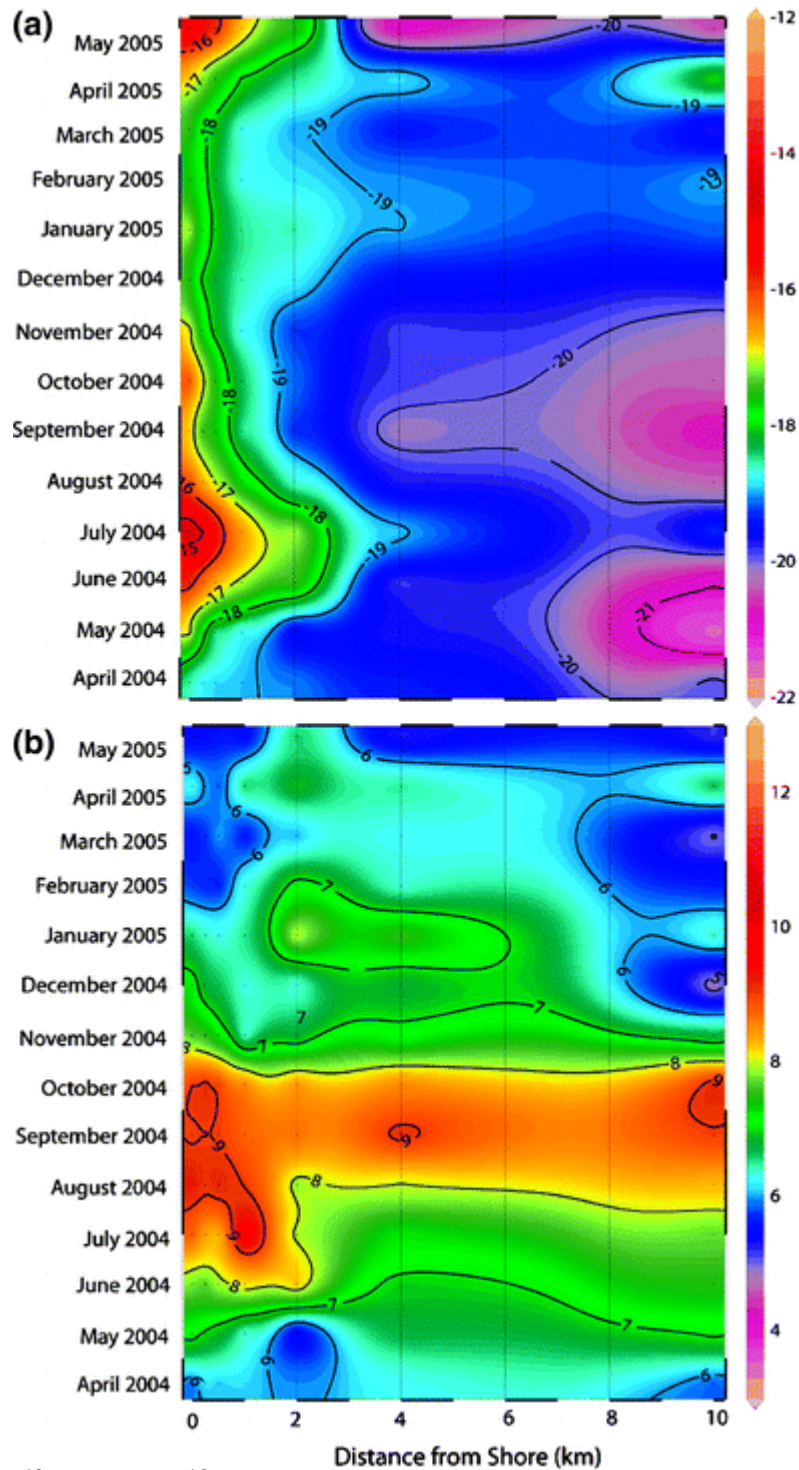 (a)
May 2005
April 2005
March 2005
February 2005
January 2005
December 2004
November 2004
October 2004
September 2004
August 2004
July 2004
June 2004
May 2004
April 2004
-16
-17
-18
-19
-20
-19
-19
-19
-18
-19
-20
-17
-16
-18
-15
-19
-17
-18
-21
-20
-12
-14
-16
-18
-20
-22
(b)
May 2005
April 2005
March 2005
February 2005
January 2005
December 2004
November 2004
October 2004
September 2004
August 2004
July 2004
June 2004
May 2004
April 2004
6
6
6
6
6
7
6
5
7
7
7
8
8
9
9
9
9
8
8
7
7
6
6
6
12
10
8
6
4
0
2
4
6
8
10
Distance from Shore (km)